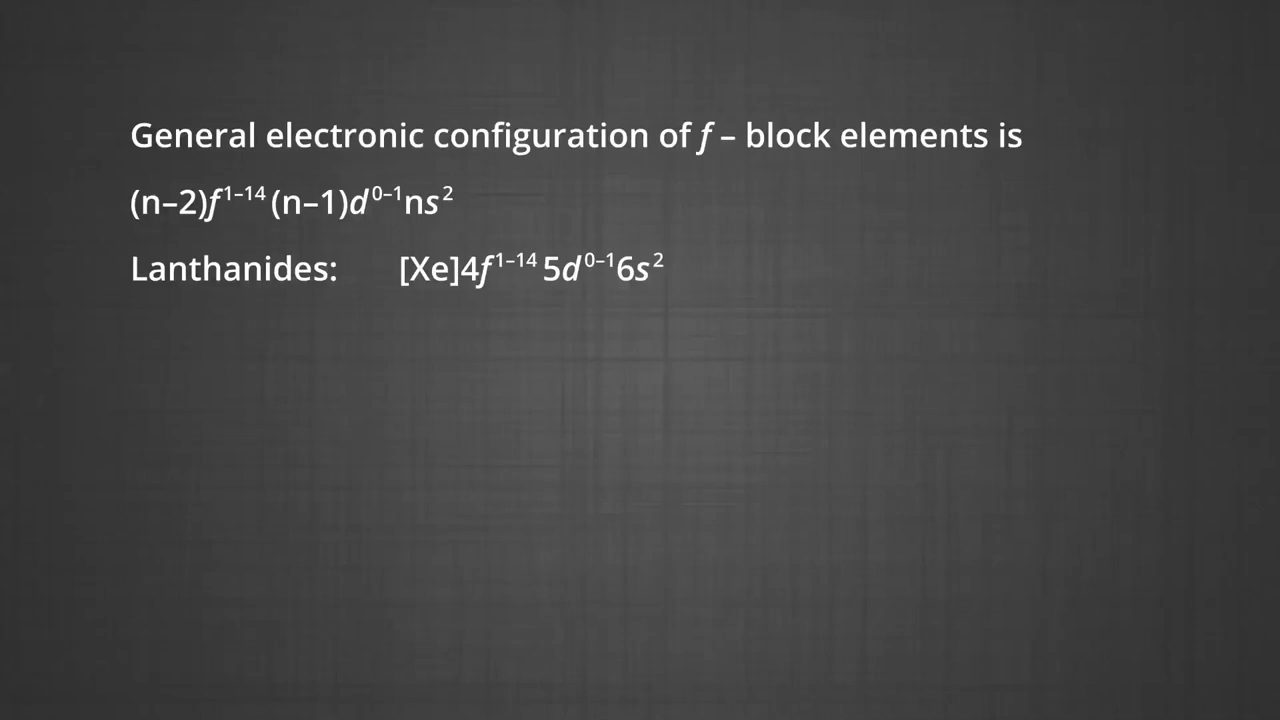 General electronic configuration of f – block elements is
(n–2)f¹⁻¹⁴ (n–1)d⁰⁻¹ns²
Lanthanides: [Xe]4f¹⁻¹⁴ 5d⁰⁻¹6s²